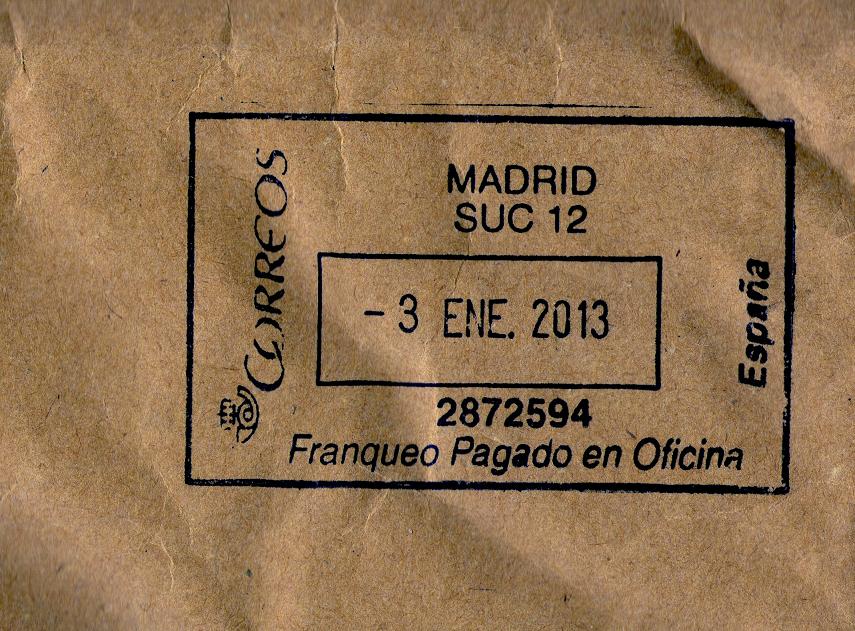 CORREOS
MADRID
SUC 12
- 3 ENE. 2013
2872594
Franqueo Pagado en Oficina
España